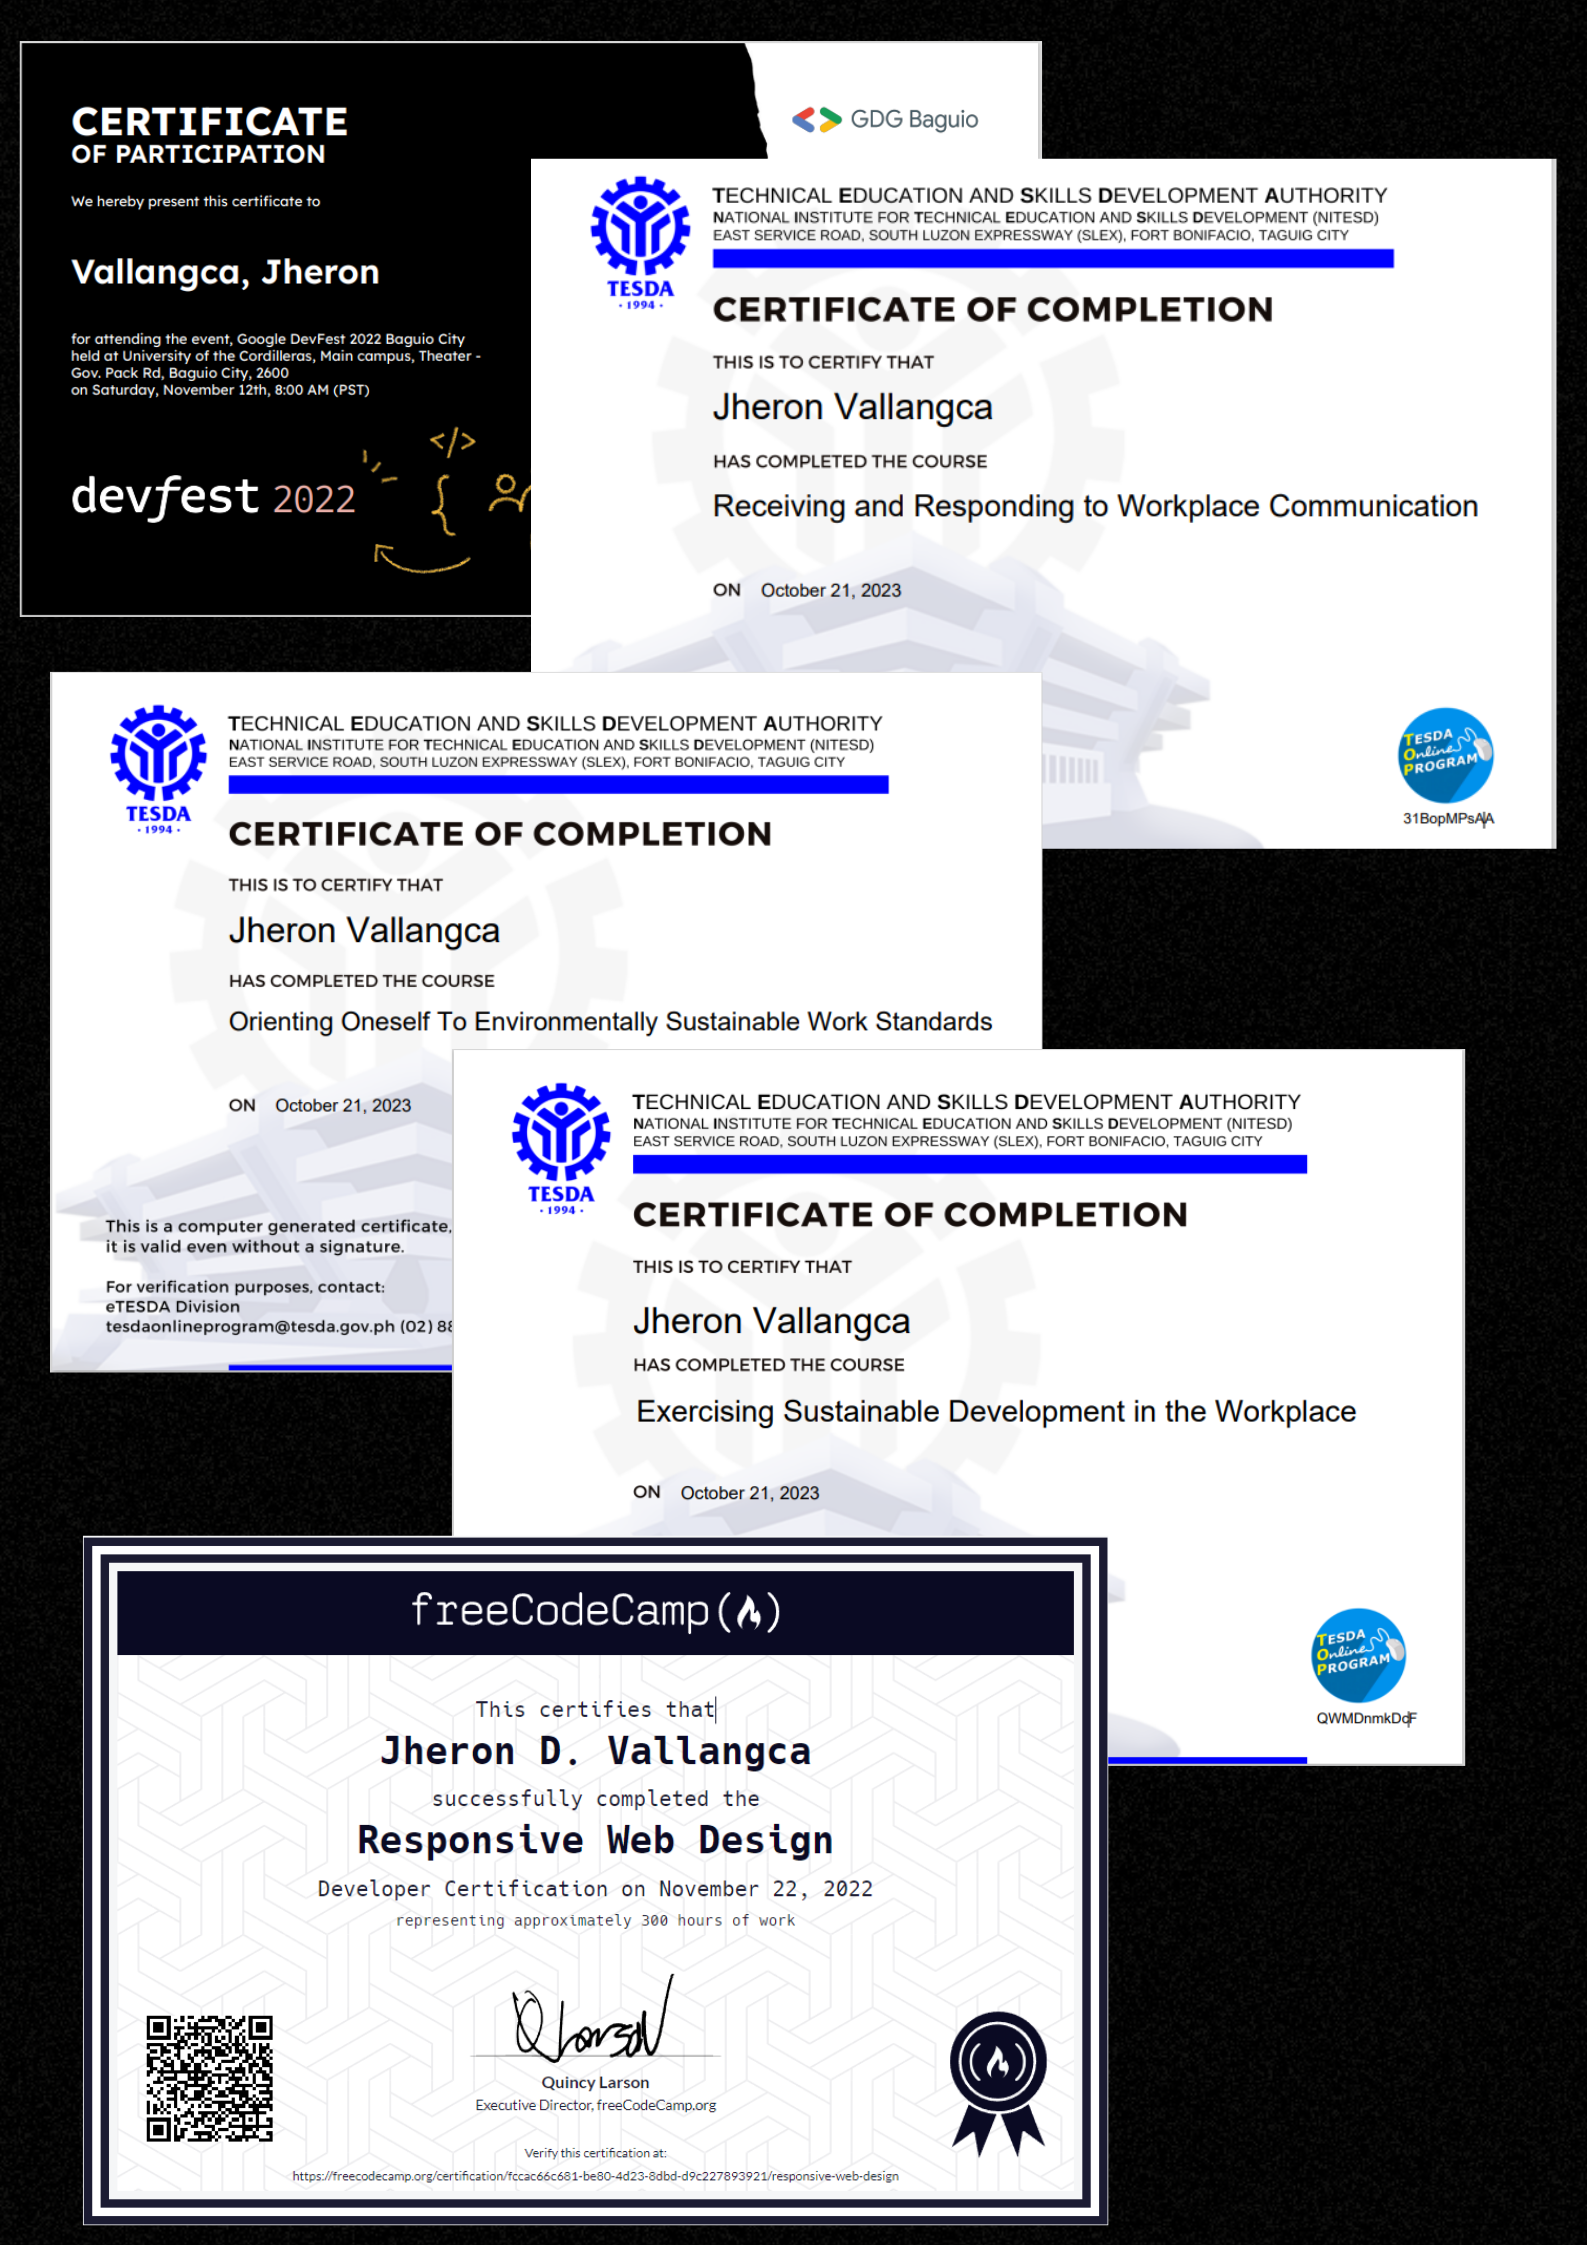 CERTIFICATE
OF PARTICIPATION
We hereby present this certificate to
Vallangca, Jheron
for attending the event, Google DevFest 2022 Baguio City
held at University of the Cordilleras, Main campus, Theater -
Gov. Pack Rd, Baguio City, 2600
on Saturday, November 12th, 8:00 AM (PST)
</>
{
devfest 2022
GDG Baguio
TESDA
· 1994 ·
TECHNICAL EDUCATION AND SKILLS DEVELOPMENT AUTHORITY
NATIONAL INSTITUTE FOR TECHNICAL EDUCATION AND SKILLS DEVELOPMENT (NITESD)
EAST SERVICE ROAD, SOUTH LUZON EXPRESSWAY (SLEX), FORT BONIFACIO, TAGUIG CITY
CERTIFICATE OF COMPLETION
THIS IS TO CERTIFY THAT
Jheron Vallangca
HAS COMPLETED THE COURSE
Receiving and Responding to Workplace Communication
ON October 21, 2023
TESDA
Online
PROGRAM
31BopMPsAA
TESDA
· 1994 ·
TECHNICAL EDUCATION AND SKILLS DEVELOPMENT AUTHORITY
NATIONAL INSTITUTE FOR TECHNICAL EDUCATION AND SKILLS DEVELOPMENT (NITESD)
EAST SERVICE ROAD, SOUTH LUZON EXPRESSWAY (SLEX), FORT BONIFACIO, TAGUIG CITY
CERTIFICATE OF COMPLETION
THIS IS TO CERTIFY THAT
Jheron Vallangca
HAS COMPLETED THE COURSE
Orienting Oneself To Environmentally Sustainable Work Standards
ON October 21, 2023
This is a computer generated certificate,
it is valid even without a signature.
For verification purposes, contact:
eTESDA Division
tesdaonlineprogram@tesda.gov.ph (02) 88
TESDA
· 1994 ·
TECHNICAL EDUCATION AND SKILLS DEVELOPMENT AUTHORITY
NATIONAL INSTITUTE FOR TECHNICAL EDUCATION AND SKILLS DEVELOPMENT (NITESD)
EAST SERVICE ROAD, SOUTH LUZON EXPRESSWAY (SLEX), FORT BONIFACIO, TAGUIG CITY
CERTIFICATE OF COMPLETION
THIS IS TO CERTIFY THAT
Jheron Vallangca
HAS COMPLETED THE COURSE
Exercising Sustainable Development in the Workplace
ON October 21, 2023
TESDA
Online
PROGRAM
QWMDnmkDqF
freeCodeCamp(🔥)
This certifies that
Jheron D. Vallangca
successfully completed the
Responsive Web Design
Developer Certification on November 22, 2022
representing approximately 300 hours of work
Q Larson
Quincy Larson
Executive Director, freeCodeCamp.org
Verify this certification at:
https://freecodecamp.org/certification/fccac66c681-be80-4d23-8dbd-d9c227893921/responsive-web-design